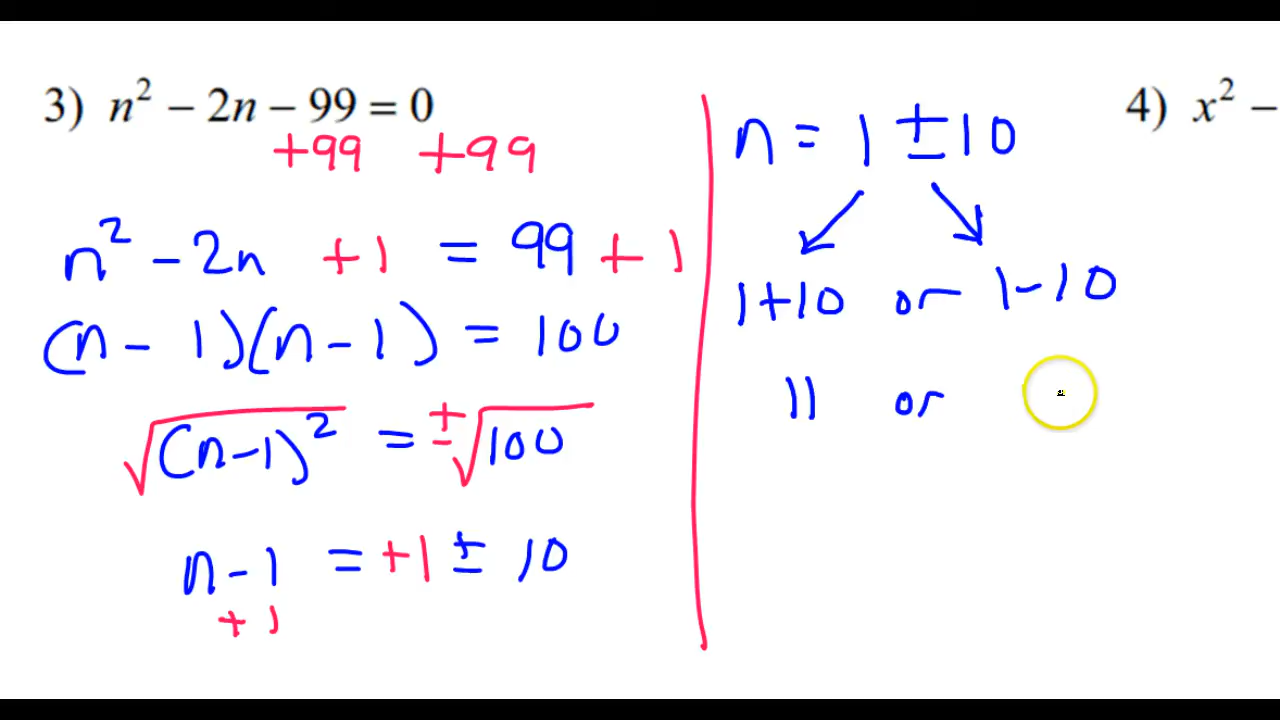 3) n² − 2n − 99 = 0
+99 +99
n² − 2n + 1 = 99 + 1
(n − 1)(n − 1) = 100
√(n−1)² = ±√100
n − 1 = +1 ± 10
+ 1
n = 1 ± 10
1+10 or 1−10
11 or
4) x² −